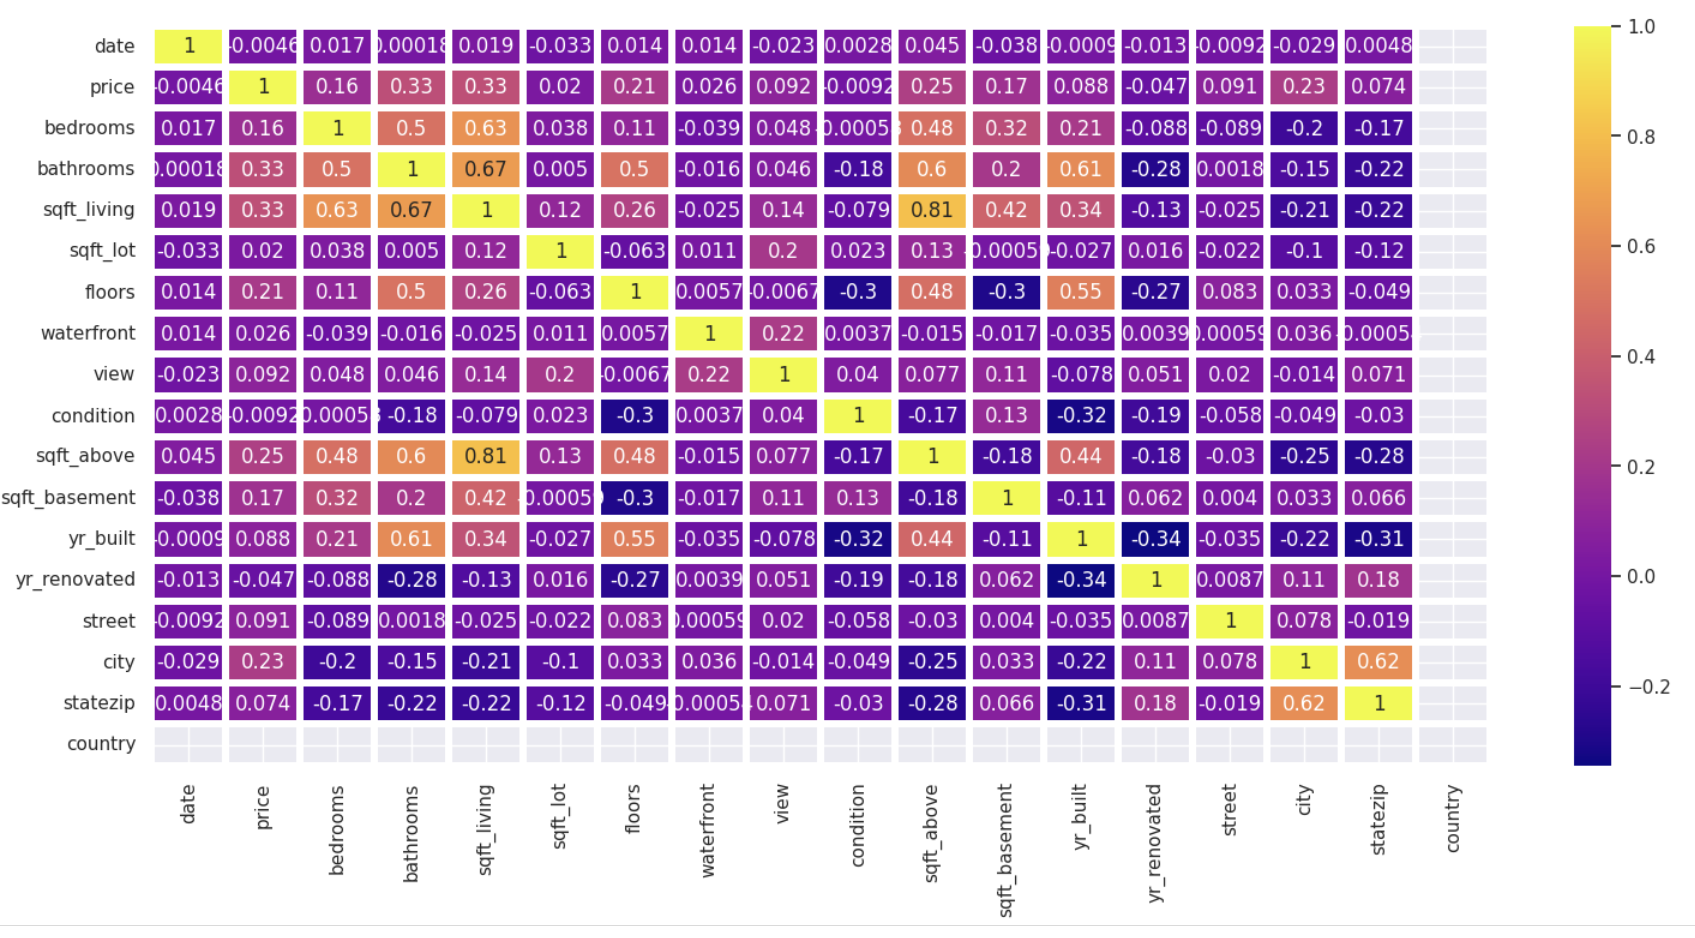 date 1 -0.0046 0.017 0.00018 0.019 -0.033 0.014 0.014 -0.023 0.0028 0.045 -0.038 -0.0009 -0.013 -0.0092 -0.029 0.0048
price -0.0046 1 0.16 0.33 0.33 0.02 0.21 0.026 0.092 -0.0092 0.25 0.17 0.088 -0.047 0.091 0.23 0.074
bedrooms 0.017 0.16 1 0.5 0.63 0.038 0.11 -0.039 0.048 0.48 0.32 0.21 -0.088 -0.089 -0.2 -0.17
bathrooms 0.00018 0.33 0.5 1 0.67 0.005 0.5 -0.016 0.046 -0.18 0.6 0.2 0.61 -0.28 0.0018 -0.15 -0.22
sqft_living 0.019 0.33 0.63 0.67 1 0.12 0.26 -0.025 0.14 -0.079 0.81 0.42 0.34 -0.13 -0.025 -0.21 -0.22
sqft_lot -0.033 0.02 0.038 0.005 0.12 1 -0.063 0.011 0.2 0.023 0.13 -0.00059 -0.027 0.016 -0.022 -0.1 -0.12
floors 0.014 0.21 0.11 0.5 0.26 -0.063 1 0.0057 -0.0067 -0.3 0.48 -0.3 0.55 -0.27 0.083 0.033 -0.049
waterfront 0.014 0.026 -0.039 -0.016 -0.025 0.011 0.0057 1 0.22 0.0037 -0.015 -0.017 -0.035 0.0039 0.00059 0.036
view -0.023 0.092 0.048 0.046 0.14 0.2 -0.0067 0.22 1 0.04 0.077 0.11 -0.078 0.051 0.02 -0.014 0.071
condition 0.0028 -0.0092 -0.18 -0.079 0.023 -0.3 0.0037 0.04 1 -0.17 0.13 -0.32 -0.19 -0.058 -0.049 -0.03
sqft_above 0.045 0.25 0.48 0.6 0.81 0.13 0.48 -0.015 0.077 -0.17 1 -0.18 0.44 -0.18 -0.03 -0.25 -0.28
sqft_basement -0.038 0.17 0.32 0.2 0.42 -0.00059 -0.3 -0.017 0.11 0.13 -0.18 1 -0.11 0.062 0.004 0.033 0.066
yr_built -0.0009 0.088 0.21 0.61 0.34 -0.027 0.55 -0.035 -0.078 -0.32 0.44 -0.11 1 -0.34 -0.035 -0.22 -0.31
yr_renovated -0.013 -0.047 -0.088 -0.28 -0.13 0.016 -0.27 0.0039 0.051 -0.19 -0.18 0.062 -0.34 1 0.0087 0.11 0.18
street -0.0092 0.091 -0.089 0.0018 -0.025 -0.022 0.083 0.00059 0.02 -0.058 -0.03 0.004 -0.035 0.0087 1 0.078 -0.019
city -0.029 0.23 -0.2 -0.15 -0.21 -0.1 0.033 0.036 -0.014 -0.049 -0.25 0.033 -0.22 0.11 0.078 1 0.62
statezip 0.0048 0.074 -0.17 -0.22 -0.22 -0.12 -0.049 0.071 -0.03 -0.28 0.066 -0.31 0.18 -0.019 0.62 1
country
date price bedrooms bathrooms sqft_living sqft_lot floors waterfront view condition sqft_above sqft_basement yr_built yr_renovated street city statezip country
1.0
0.8
0.6
0.4
0.2
0.0
−0.2